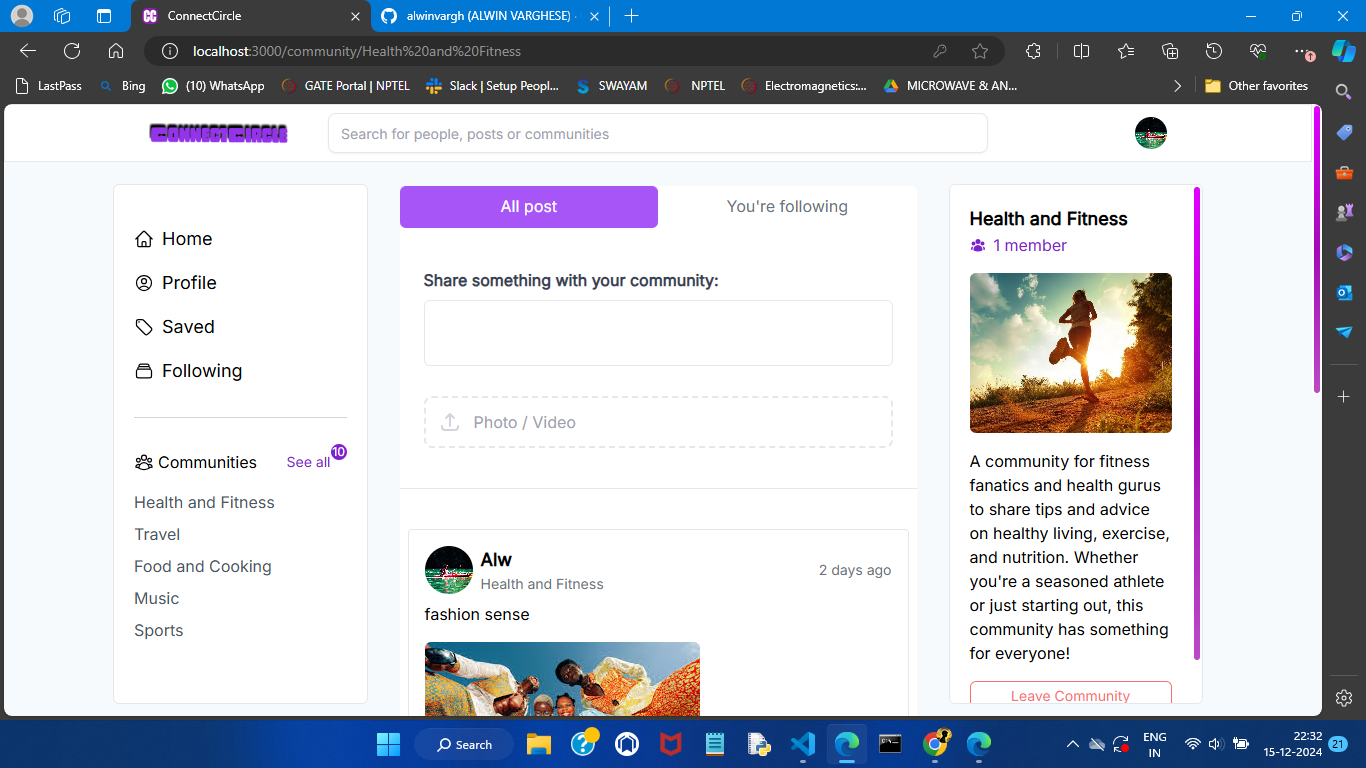 ConnectCircle
alwinvargh (ALWIN VARGHESE) ·
localhost:3000/community/Health%20and%20Fitness
LastPass
Bing
(10) WhatsApp
GATE Portal | NPTEL
Slack | Setup Peopl...
SWAYAM
NPTEL
Electromagnetics:...
MICROWAVE & AN...
Other favorites
CONNECTCIRCLE
Search for people, posts or communities
Home
Profile
Saved
Following
Communities
See all
10
Health and Fitness
Travel
Food and Cooking
Music
Sports
All post
You're following
Share something with your community:
Photo / Video
Alw
Health and Fitness
2 days ago
fashion sense
Health and Fitness
1 member
A community for fitness
fanatics and health gurus
to share tips and advice
on healthy living, exercise,
and nutrition. Whether
you're a seasoned athlete
or just starting out, this
community has something
for everyone!
Leave Community
Search
ENG
IN
22:32
15-12-2024
21